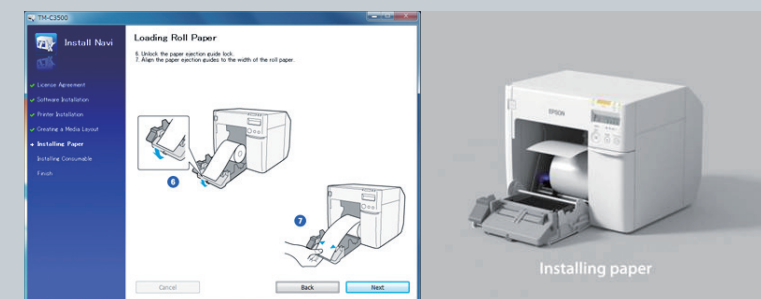 TM-C3500
Install Navi
License Agreement
Software Installation
Printer Installation
Creating a Media Layout
Installing Paper
Installing Consumable
Finish
Loading Roll Paper
6. Unlock the paper ejection guide lock.
7. Align the paper ejection guides to the width of the roll paper.
6
7
Cancel
Back
Next
EPSON
Installing paper